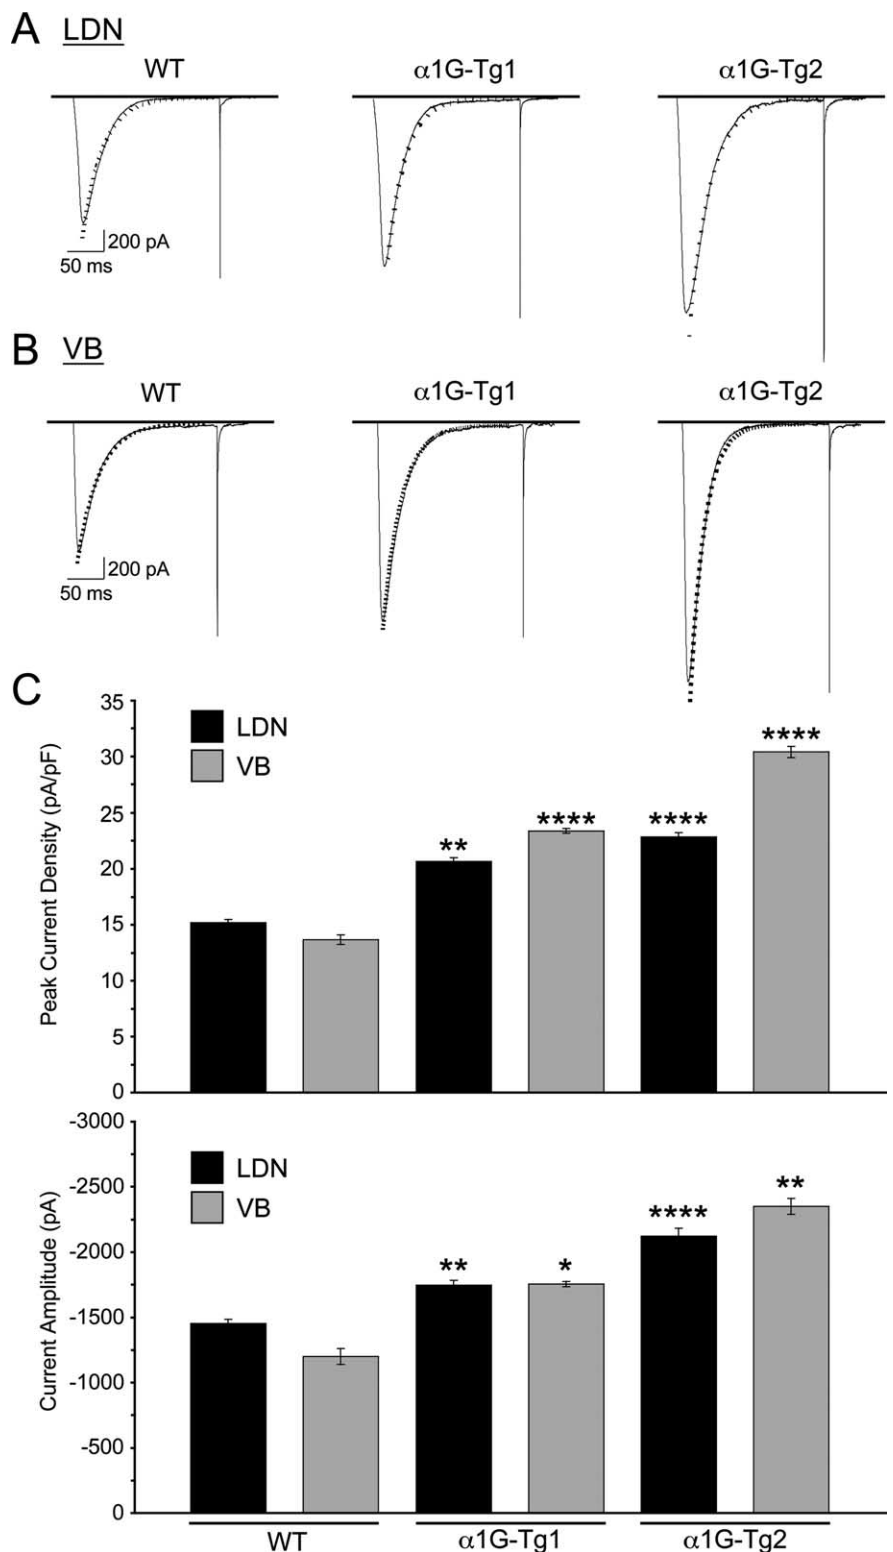 A LDN
WT α1G-Tg1 α1G-Tg2
200 pA
50 ms
B VB
WT α1G-Tg1 α1G-Tg2
200 pA
50 ms
C
Peak Current Density (pA/pF)
35
30
25
20
15
10
5
0
LDN
VB
** **** **** ****
Current Amplitude (pA)
-3000
-2500
-2000
-1500
-1000
-500
0
LDN
VB
** * **** **
WT α1G-Tg1 α1G-Tg2